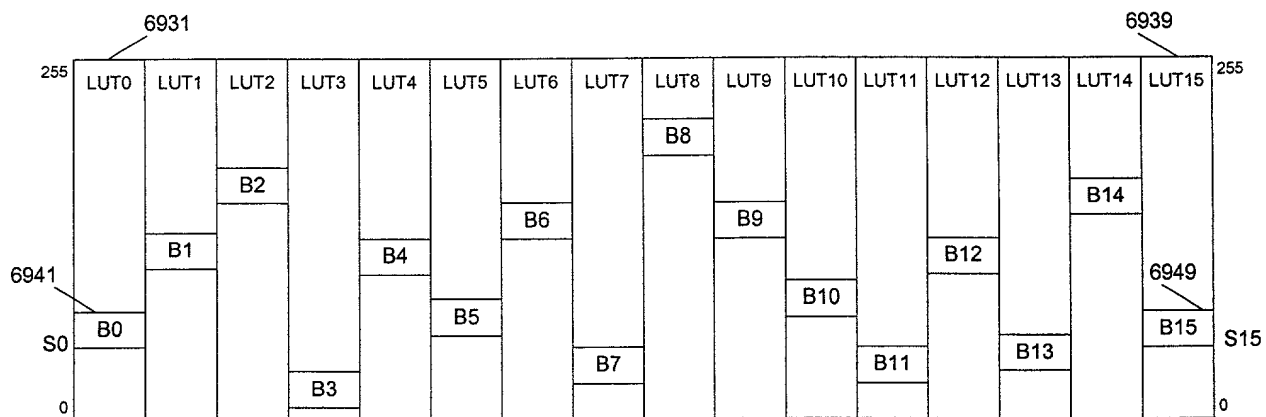 6931 6939
255 LUT0 LUT1 LUT2 LUT3 LUT4 LUT5 LUT6 LUT7 LUT8 LUT9 LUT10 LUT11 LUT12 LUT13 LUT14 LUT15 255
B8
B2
B14
B6 B9
B1
B4 B12
6941 6949
B10
B5
B0 B15
S0 S15
B13
B7 B11
B3
0 0